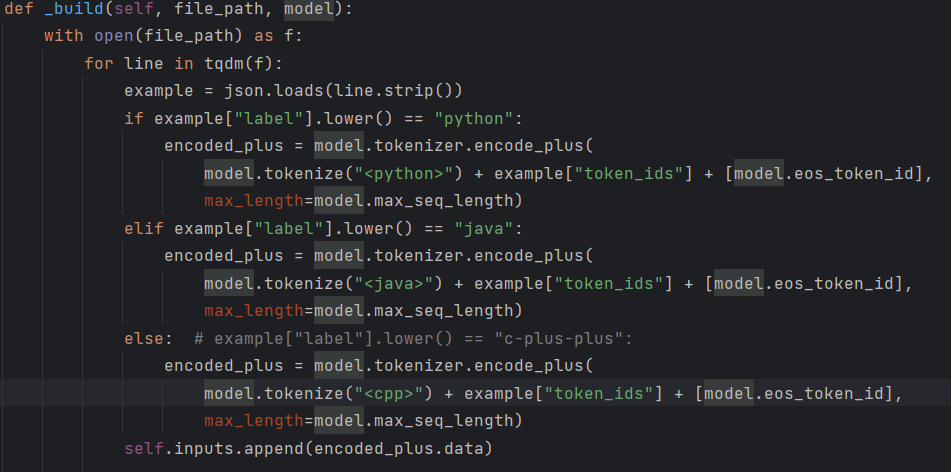 def _build(self, file_path, model):
    with open(file_path) as f:
        for line in tqdm(f):
            example = json.loads(line.strip())
            if example["label"].lower() == "python":
                encoded_plus = model.tokenizer.encode_plus(
                    model.tokenize("<python>") + example["token_ids"] + [model.eos_token_id],
                    max_length=model.max_seq_length)
            elif example["label"].lower() == "java":
                encoded_plus = model.tokenizer.encode_plus(
                    model.tokenize("<java>") + example["token_ids"] + [model.eos_token_id],
                    max_length=model.max_seq_length)
            else:  # example["label"].lower() == "c-plus-plus":
                encoded_plus = model.tokenizer.encode_plus(
                    model.tokenize("<cpp>") + example["token_ids"] + [model.eos_token_id],
                    max_length=model.max_seq_length)
            self.inputs.append(encoded_plus.data)